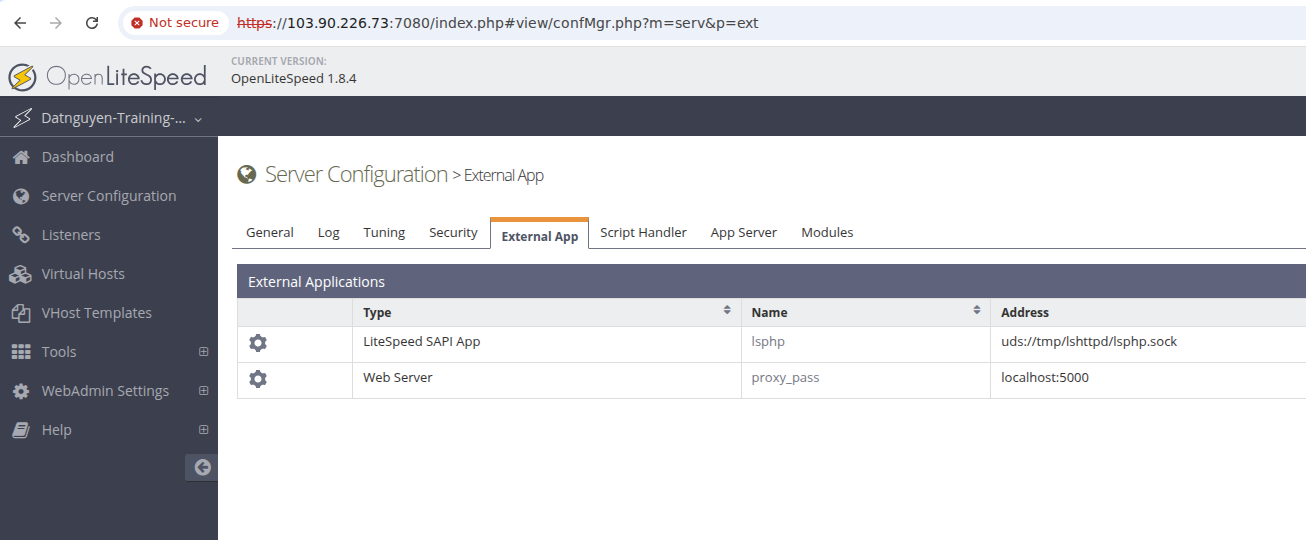 Not secure https://103.90.226.73:7080/index.php#view/confMgr.php?m=serv&p=ext
OpenLiteSpeed
CURRENT VERSION:
OpenLiteSpeed 1.8.4
Datnguyen-Training-...
Dashboard
Server Configuration
Listeners
Virtual Hosts
VHost Templates
Tools
WebAdmin Settings
Help
Server Configuration > External App
General Log Tuning Security External App Script Handler App Server Modules
External Applications
Type Name Address
LiteSpeed SAPI App lsphp uds://tmp/lshttpd/lsphp.sock
Web Server proxy_pass localhost:5000